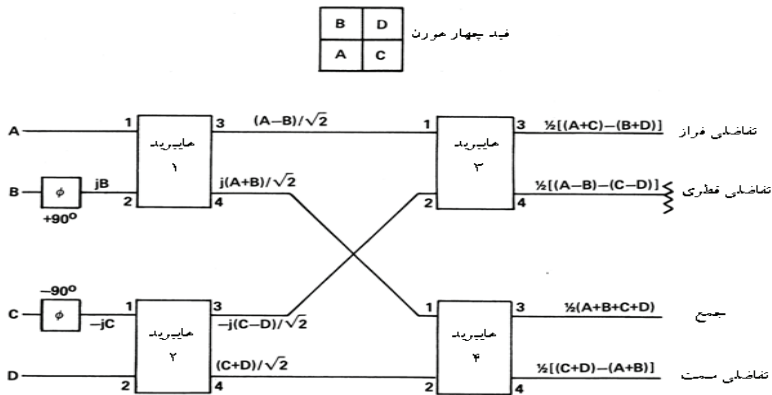 B D
A C
فید چهار هورن
A 1 3 (A−B)/√2 1 3 ½[(A+C)−(B+D)] تفاضلی فراز
هایبرید ۱
هایبرید ۳
B ϕ jB 2 4 j(A+B)/√2 2 4 ½[(A−B)−(C−D)] تفاضلی قطری
+90°
−90°
C ϕ −jC 1 3 −j(C−D)/√2 1 3 ½(A+B+C+D) جمع
هایبرید ۲
هایبرید ۴
D 2 4 (C+D)/√2 2 4 ½[(C+D)−(A+B)] تفاضلی سمت